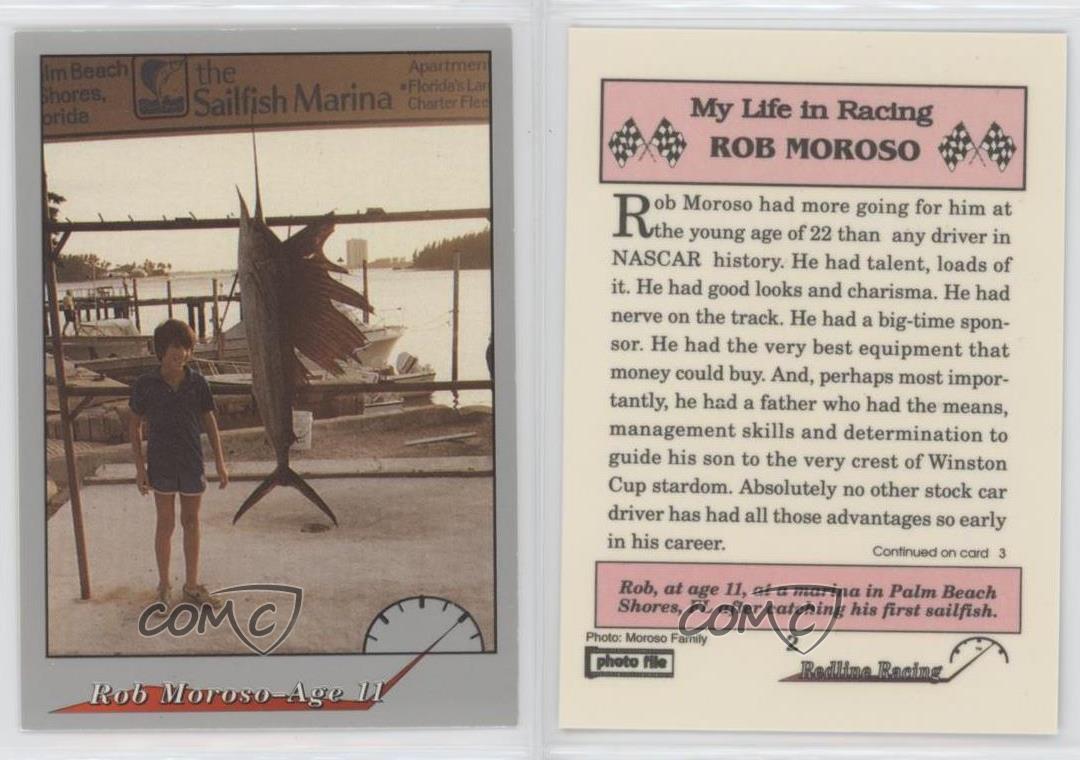 lm Beach
Shores,
orida
the
Sailfish Marina
Apartmen
•Florida's Lar
Charter Flee
Rob Moroso–Age 11
COMC
My Life in Racing
ROB MOROSO
Rob Moroso had more going for him at
the young age of 22 than any driver in
NASCAR history. He had talent, loads of
it. He had good looks and charisma. He had
nerve on the track. He had a big-time spon-
sor. He had the very best equipment that
money could buy. And, perhaps most impor-
tantly, he had a father who had the means,
management skills and determination to
guide his son to the very crest of Winston
Cup stardom. Absolutely no other stock car
driver has had all those advantages so early
in his career.
Continued on card 3
Rob, at age 11, at a marina in Palm Beach
Shores, FL after catching his first sailfish.
COMC
Photo: Moroso Family
2
photo file
Redline Racing